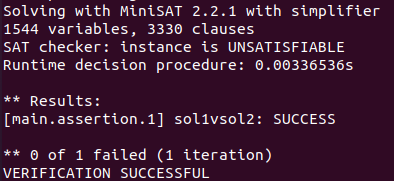 Solving with MiniSAT 2.2.1 with simplifier
1544 variables, 3330 clauses
SAT checker: instance is UNSATISFIABLE
Runtime decision procedure: 0.00336536s
** Results:
[main.assertion.1] sol1vsol2: SUCCESS
** 0 of 1 failed (1 iteration)
VERIFICATION SUCCESSFUL